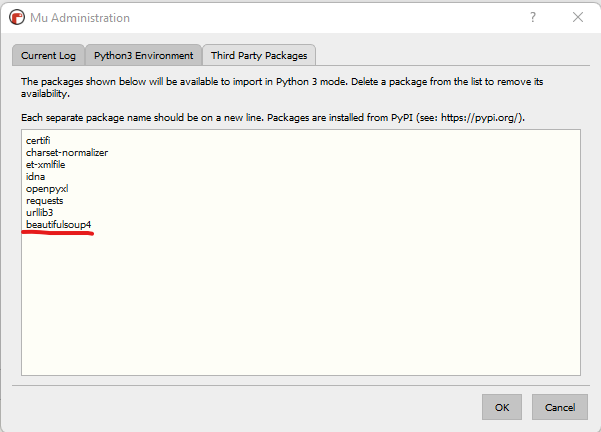 Mu Administration
?
Current Log
Python3 Environment
Third Party Packages
The packages shown below will be available to import in Python 3 mode. Delete a package from the list to remove its
availability.
Each separate package name should be on a new line. Packages are installed from PyPI (see: https://pypi.org/).
certifi
charset-normalizer
et-xmlfile
idna
openpyxl
requests
urllib3
beautifulsoup4
OK
Cancel